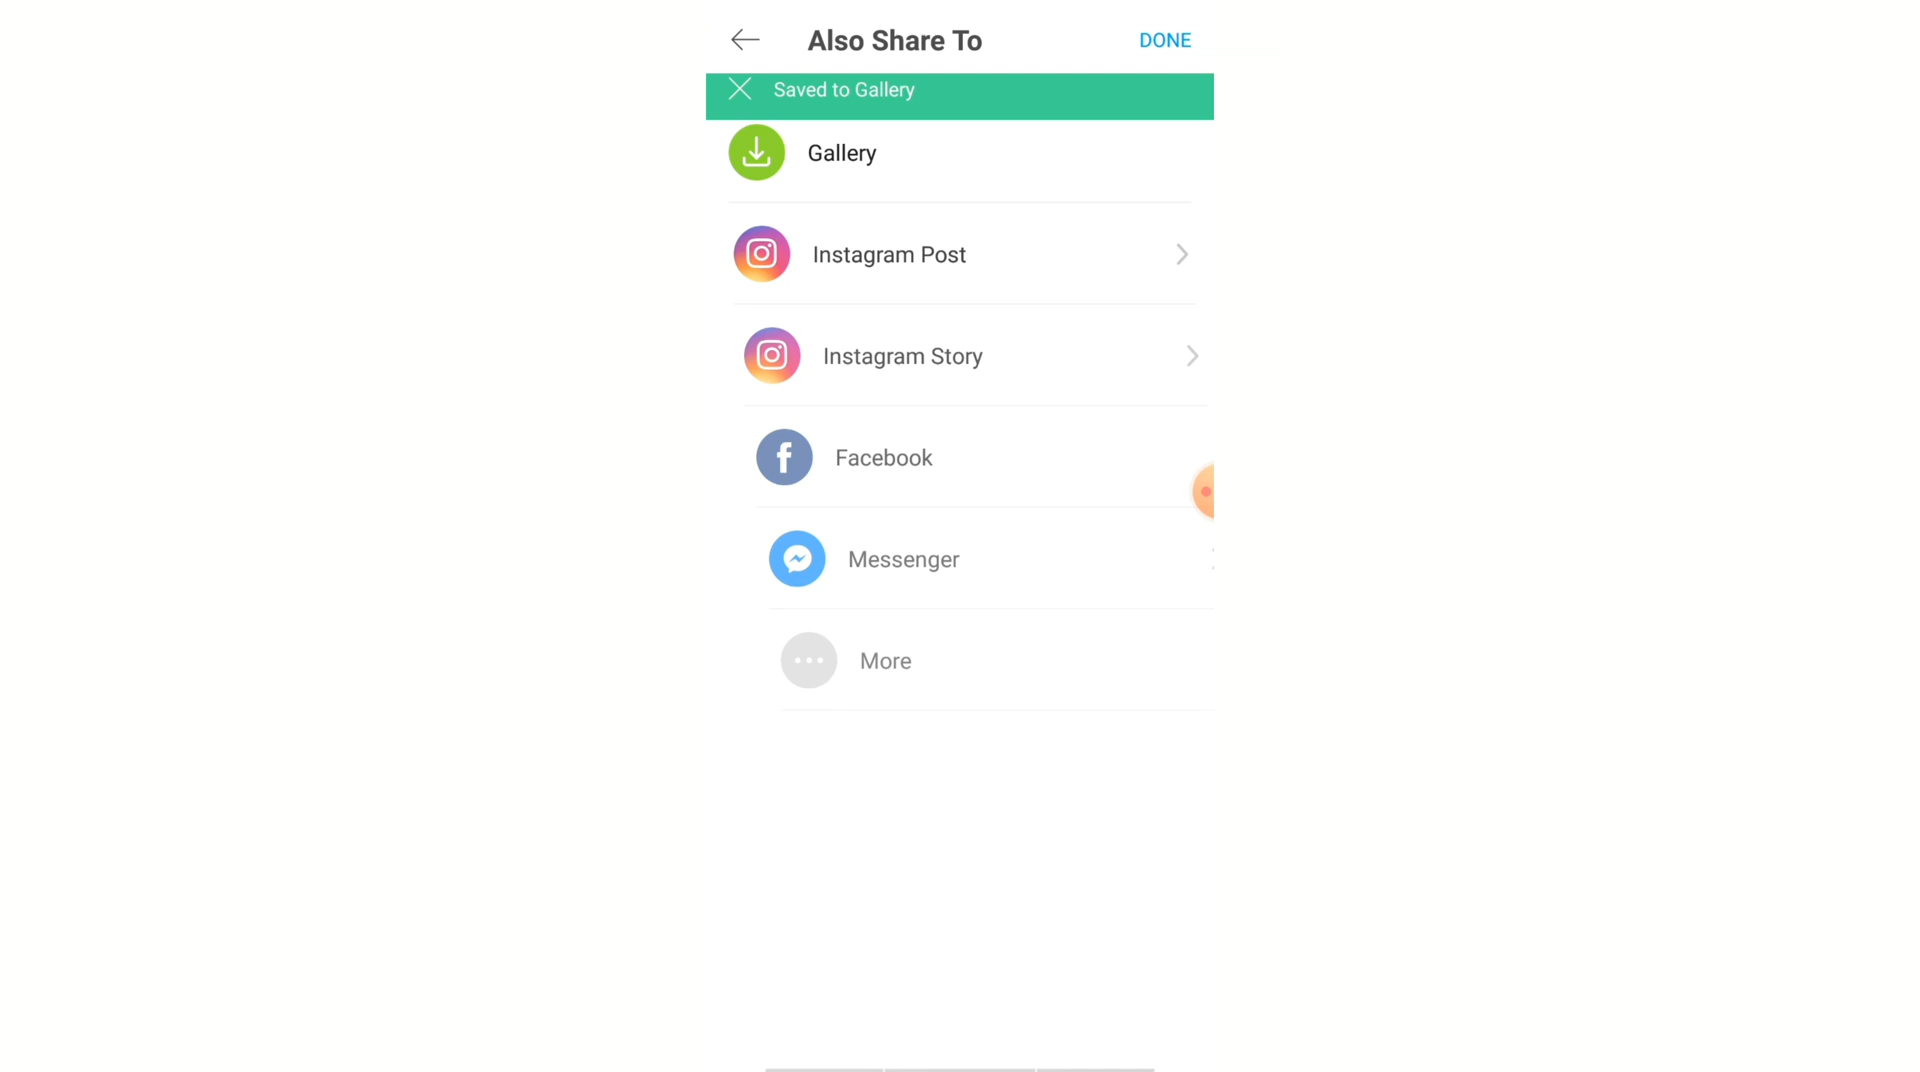 Also Share To
DONE
Saved to Gallery
Gallery
Instagram Post
Instagram Story
Facebook
Messenger
More